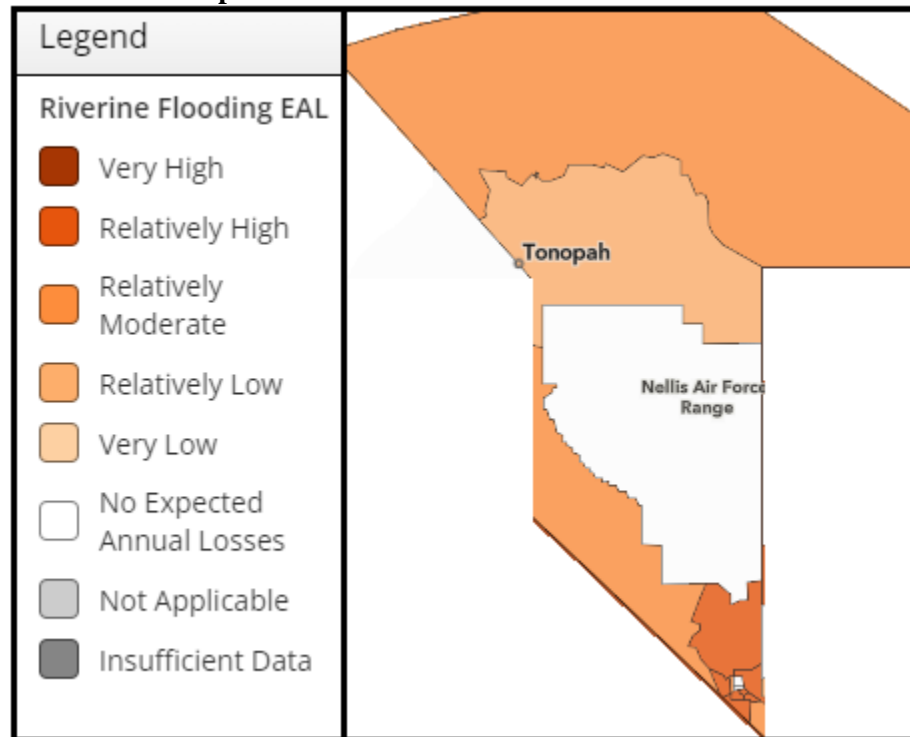 Legend
Riverine Flooding EAL
Very High
Relatively High
Relatively
Moderate
Relatively Low
Very Low
No Expected
Annual Losses
Not Applicable
Insufficient Data
Tonopah
Nellis Air Force
Range